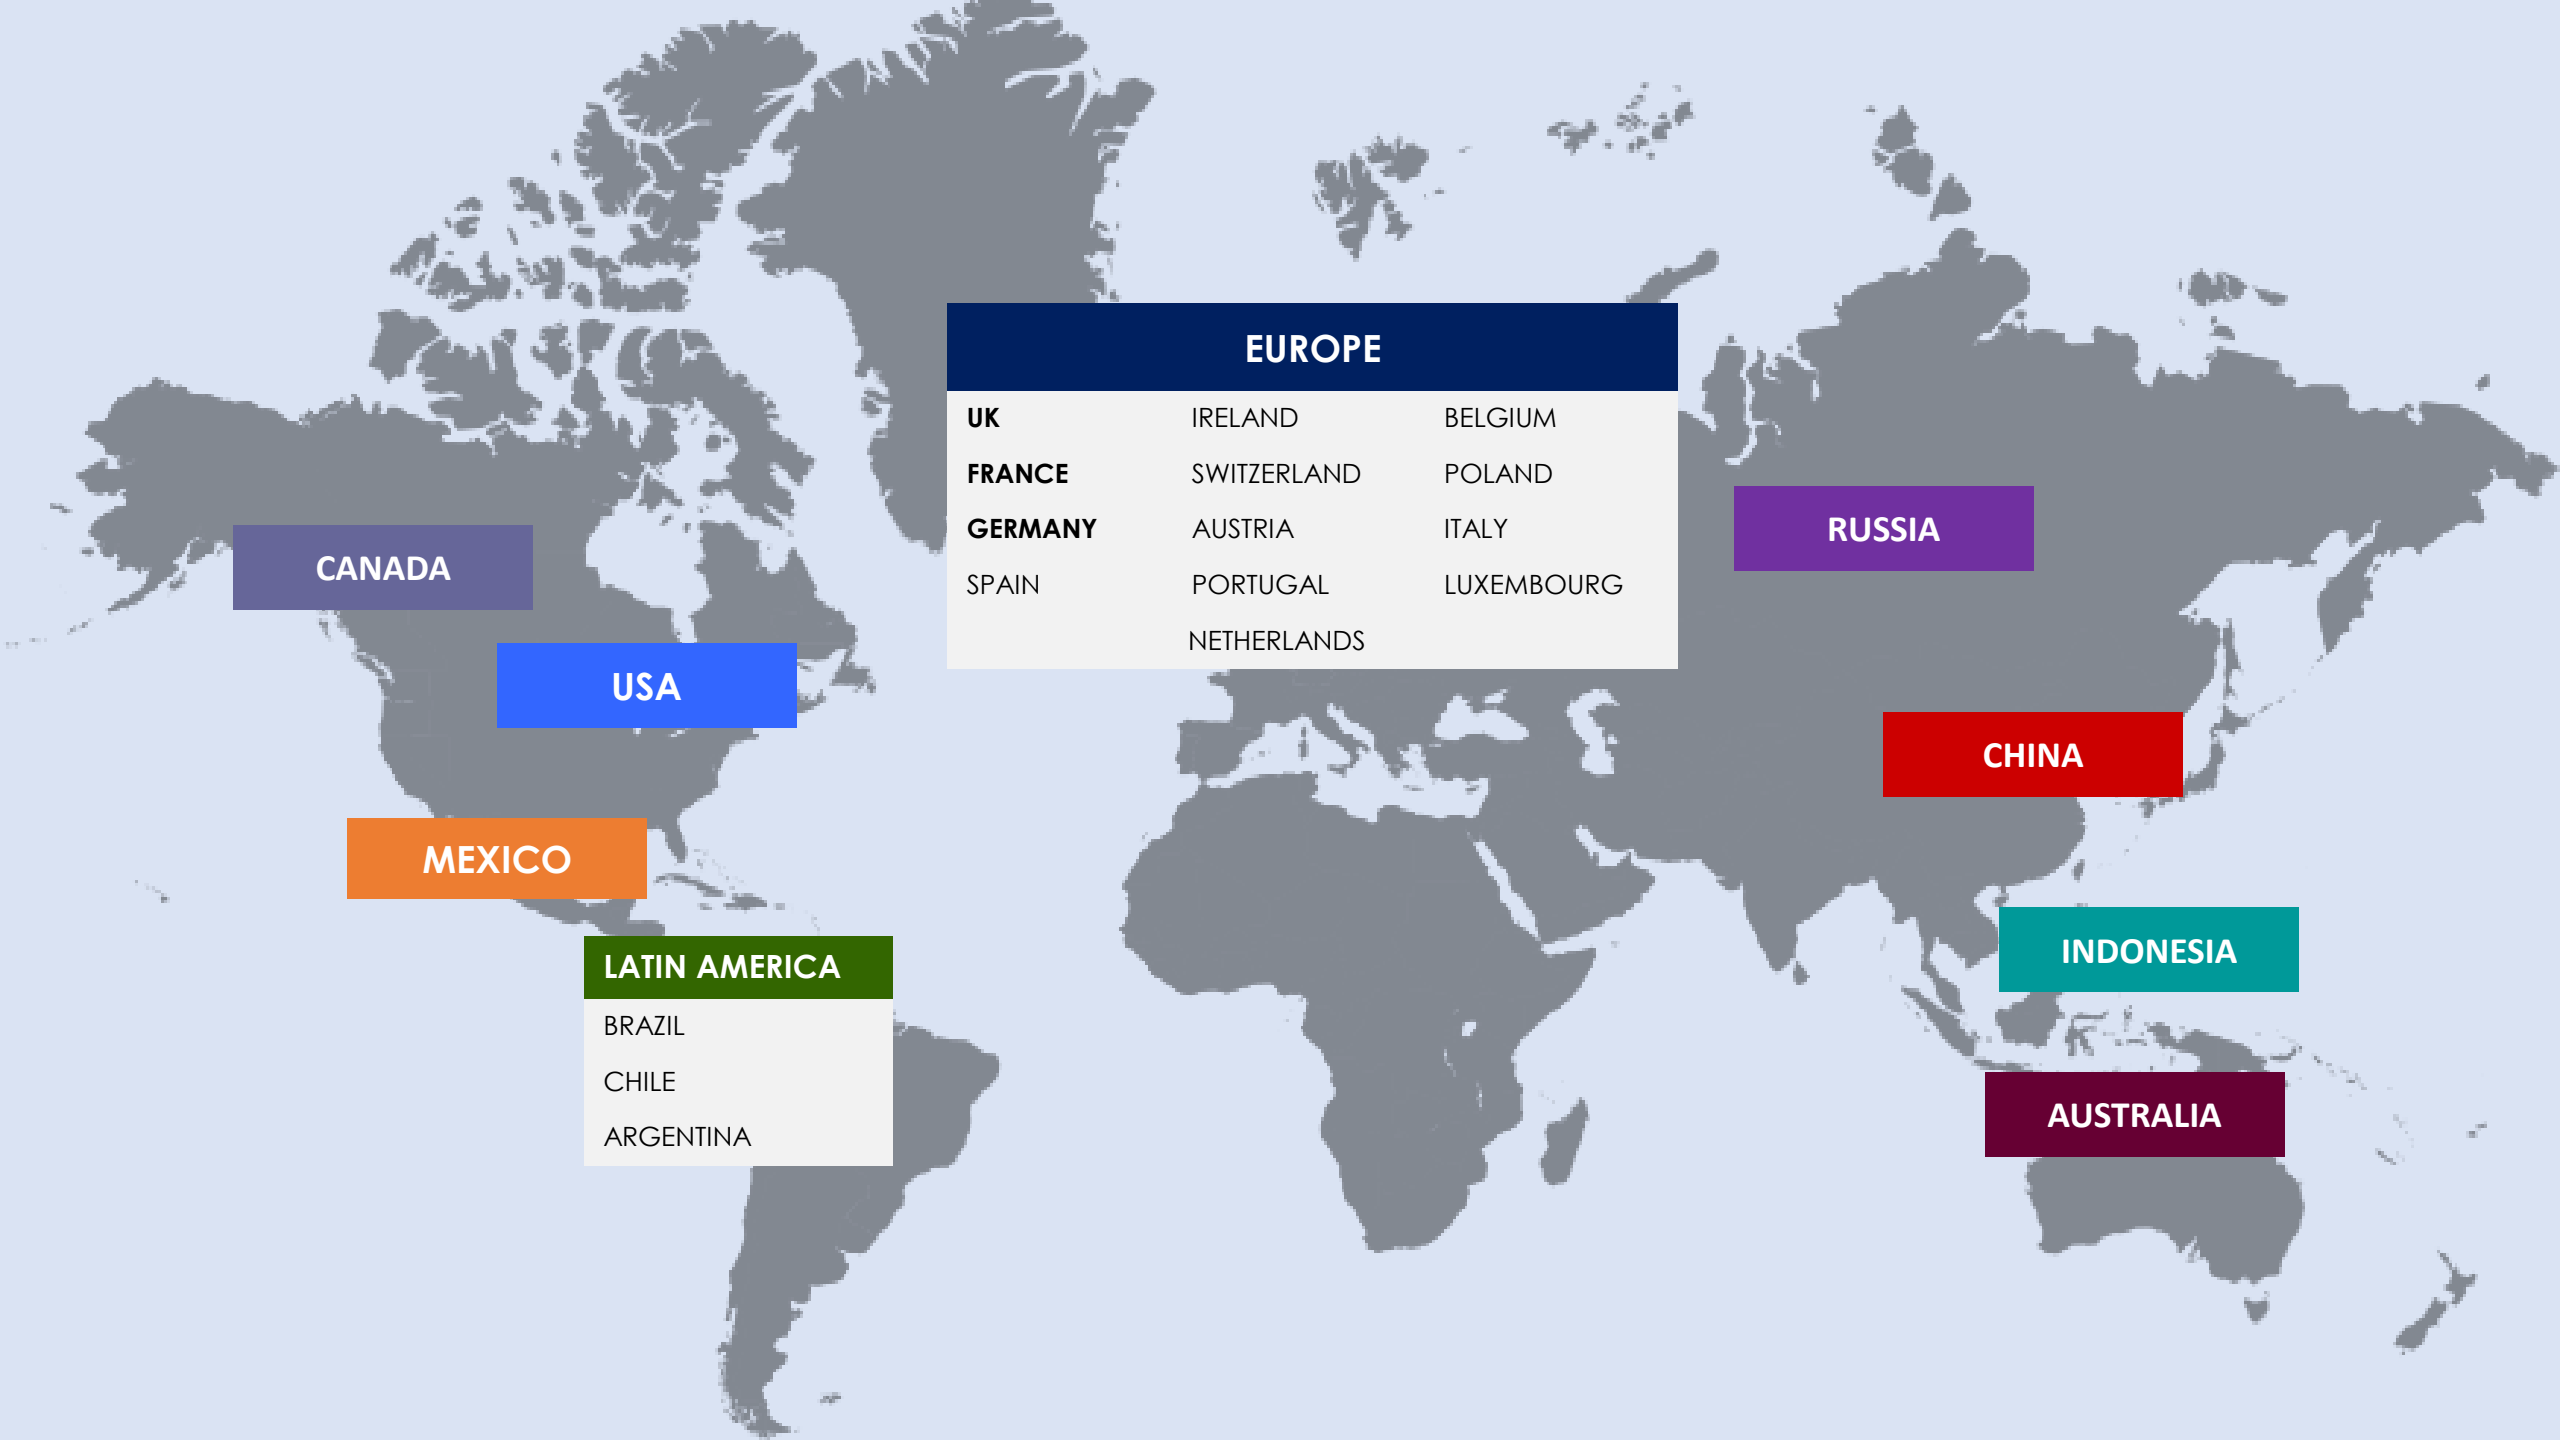 EUROPE
UK IRELAND BELGIUM
FRANCE SWITZERLAND POLAND
GERMANY AUSTRIA ITALY
SPAIN PORTUGAL LUXEMBOURG
NETHERLANDS
RUSSIA
CANADA
USA
CHINA
MEXICO
INDONESIA
LATIN AMERICA
BRAZIL
CHILE
ARGENTINA
AUSTRALIA